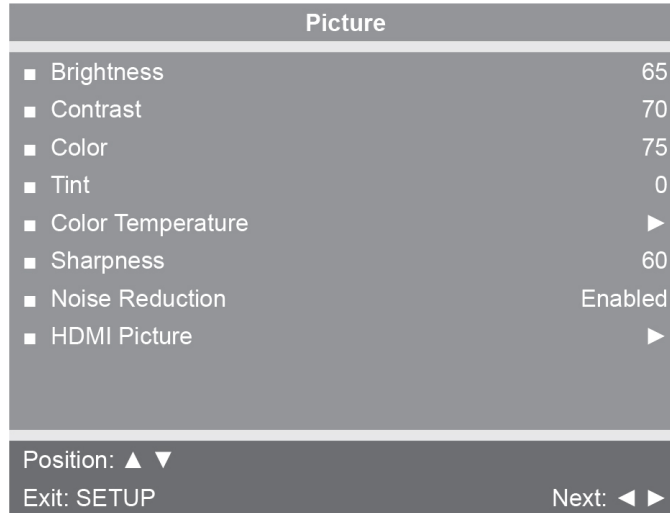 Picture
■ Brightness 65
■ Contrast 70
■ Color 75
■ Tint 0
■ Color Temperature ►
■ Sharpness 60
■ Noise Reduction Enabled
■ HDMI Picture ►
Position: ▲ ▼
Exit: SETUP Next: ◄ ►